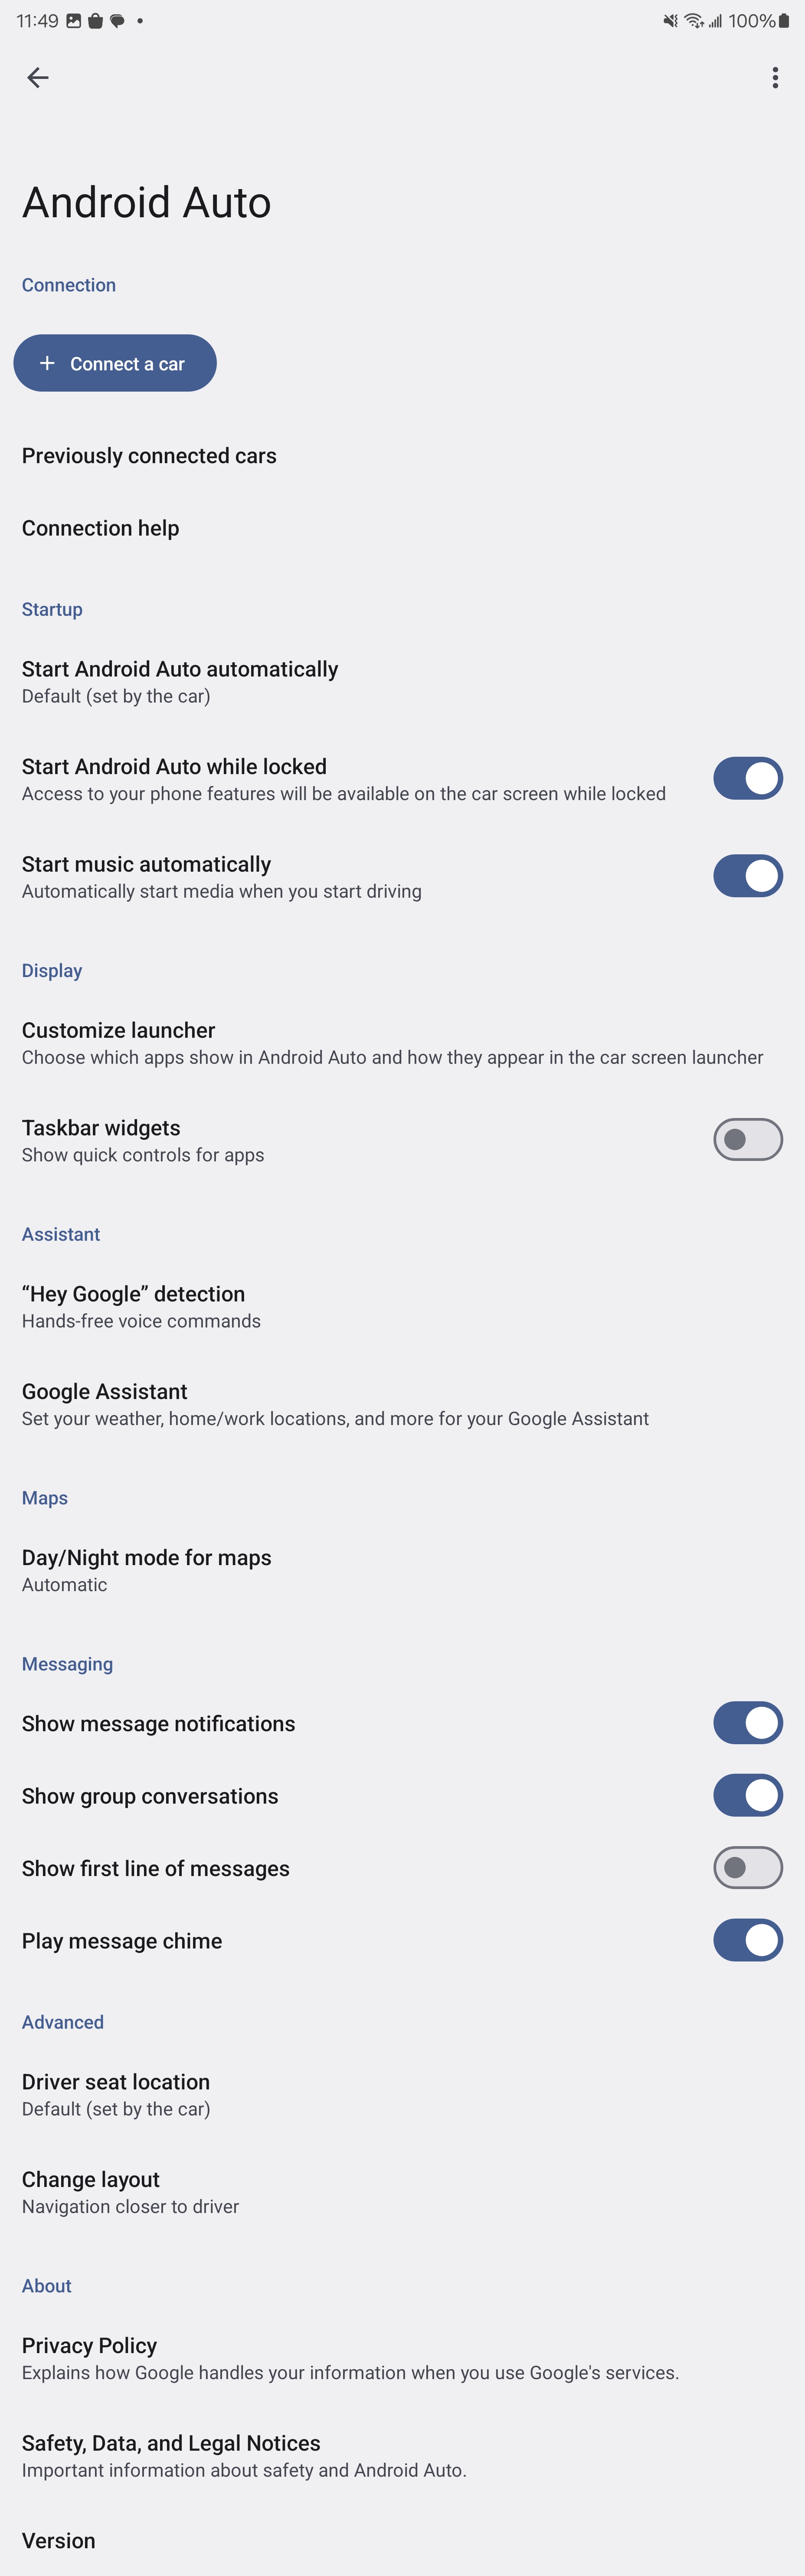 11:49
100%
Android Auto
Connection
+ Connect a car
Previously connected cars
Connection help
Startup
Start Android Auto automatically
Default (set by the car)
Start Android Auto while locked
Access to your phone features will be available on the car screen while locked
Start music automatically
Automatically start media when you start driving
Display
Customize launcher
Choose which apps show in Android Auto and how they appear in the car screen launcher
Taskbar widgets
Show quick controls for apps
Assistant
“Hey Google” detection
Hands-free voice commands
Google Assistant
Set your weather, home/work locations, and more for your Google Assistant
Maps
Day/Night mode for maps
Automatic
Messaging
Show message notifications
Show group conversations
Show first line of messages
Play message chime
Advanced
Driver seat location
Default (set by the car)
Change layout
Navigation closer to driver
About
Privacy Policy
Explains how Google handles your information when you use Google's services.
Safety, Data, and Legal Notices
Important information about safety and Android Auto.
Version